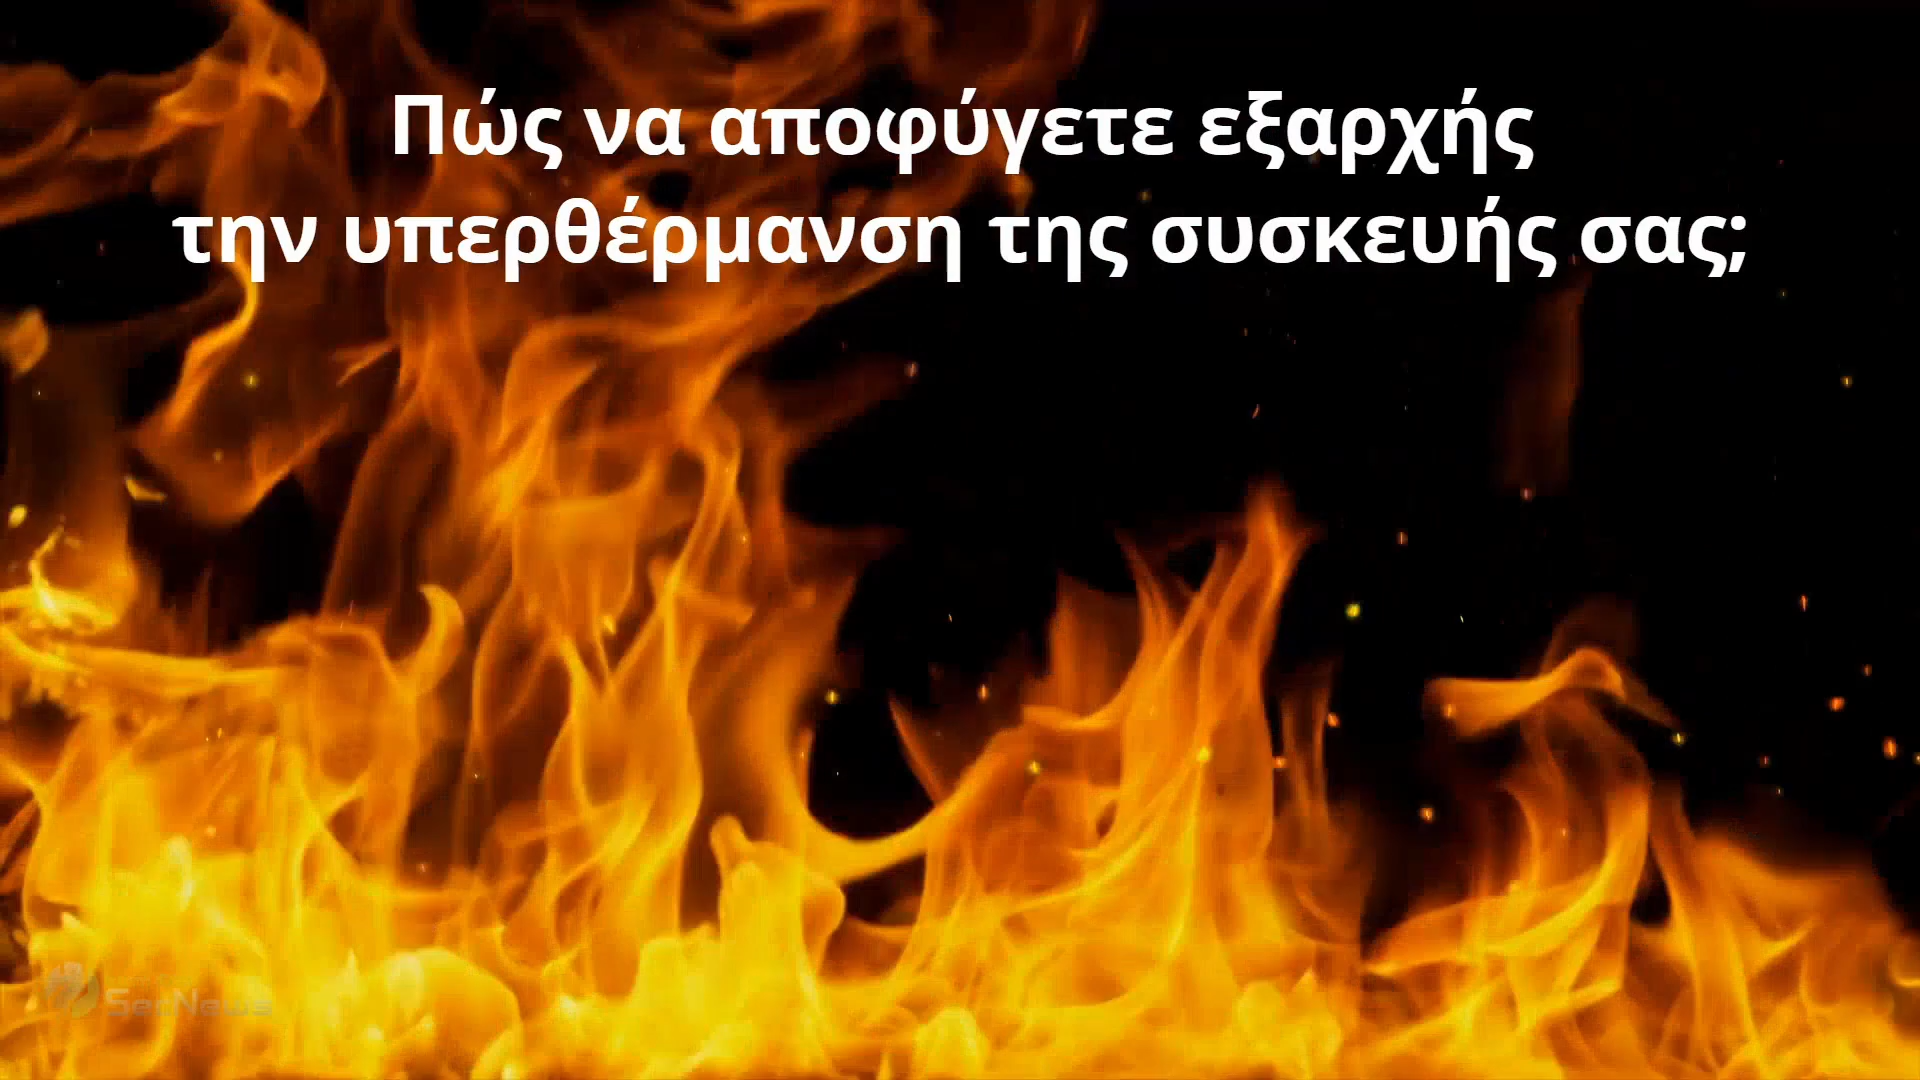 Πώς να αποφύγετε εξαρχής
την υπερθέρμανση της συσκευής σας;
SecNews